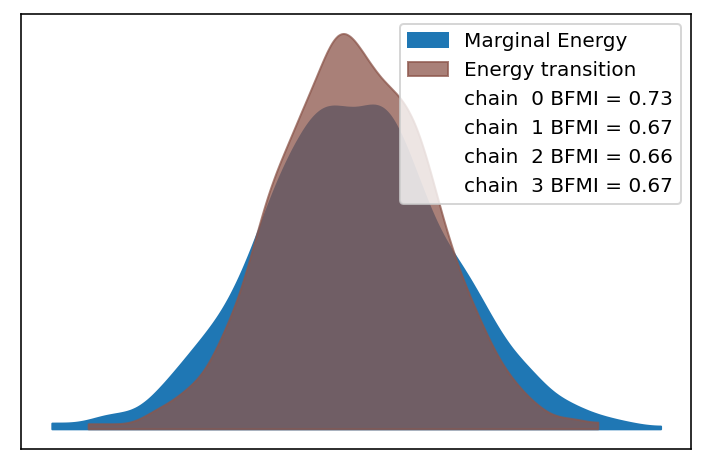 Marginal Energy
Energy transition
chain  0 BFMI = 0.73
chain  1 BFMI = 0.67
chain  2 BFMI = 0.66
chain  3 BFMI = 0.67